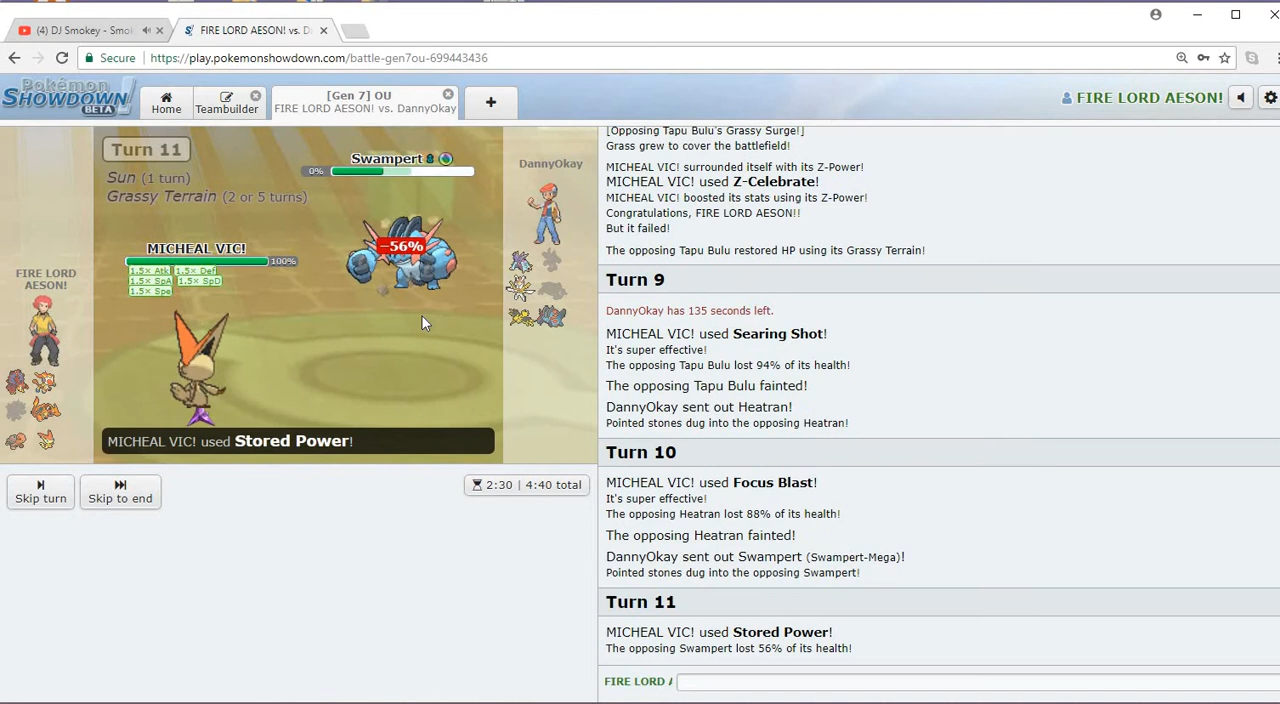 (4) DJ Smokey - Smok
FIRE LORD AESON! vs. D
Secure
https://play.pokemonshowdown.com/battle-gen7ou-699443436
Pokémon
SHOWDOWN!
BETA
Home
Teambuilder
[Gen 7] OU
FIRE LORD AESON! vs. DannyOkay
FIRE LORD AESON!
Turn 11
Sun (1 turn)
Grassy Terrain (2 or 5 turns)
Swampert
0%
DannyOkay
-56%
MICHEAL VIC!
100%
1.5× Atk 1.5× Def
1.5× SpA 1.5× SpD
1.5× Spe
FIRE LORD
AESON!
MICHEAL VIC! used Stored Power!
Skip turn
Skip to end
2:30 | 4:40 total
[Opposing Tapu Bulu's Grassy Surge!]
Grass grew to cover the battlefield!
MICHEAL VIC! surrounded itself with its Z-Power!
MICHEAL VIC! used Z-Celebrate!
MICHEAL VIC! boosted its stats using its Z-Power!
Congratulations, FIRE LORD AESON!!
But it failed!
The opposing Tapu Bulu restored HP using its Grassy Terrain!
Turn 9
DannyOkay has 135 seconds left.
MICHEAL VIC! used Searing Shot!
It's super effective!
The opposing Tapu Bulu lost 94% of its health!
The opposing Tapu Bulu fainted!
DannyOkay sent out Heatran!
Pointed stones dug into the opposing Heatran!
Turn 10
MICHEAL VIC! used Focus Blast!
It's super effective!
The opposing Heatran lost 88% of its health!
The opposing Heatran fainted!
DannyOkay sent out Swampert (Swampert-Mega)!
Pointed stones dug into the opposing Swampert!
Turn 11
MICHEAL VIC! used Stored Power!
The opposing Swampert lost 56% of its health!
FIRE LORD A